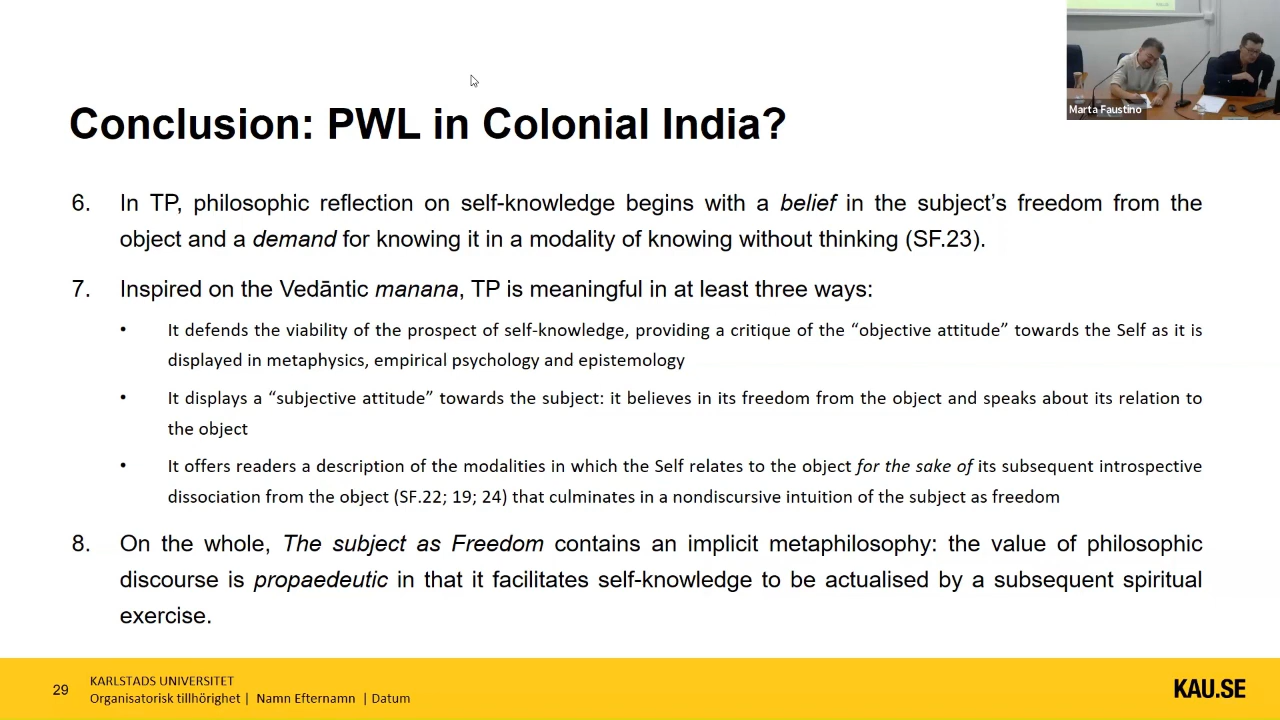 Marta Faustino
Conclusion: PWL in Colonial India?
6. In TP, philosophic reflection on self-knowledge begins with a belief in the subject's freedom from the
object and a demand for knowing it in a modality of knowing without thinking (SF.23).
7. Inspired on the Vedāntic manana, TP is meaningful in at least three ways:
• It defends the viability of the prospect of self-knowledge, providing a critique of the “objective attitude” towards the Self as it is
displayed in metaphysics, empirical psychology and epistemology
• It displays a “subjective attitude” towards the subject: it believes in its freedom from the object and speaks about its relation to
the object
• It offers readers a description of the modalities in which the Self relates to the object for the sake of its subsequent introspective
dissociation from the object (SF.22; 19; 24) that culminates in a nondiscursive intuition of the subject as freedom
8. On the whole, The subject as Freedom contains an implicit metaphilosophy: the value of philosophic
discourse is propaedeutic in that it facilitates self-knowledge to be actualised by a subsequent spiritual
exercise.
29
KARLSTADS UNIVERSITET
Organisatorisk tillhörighet | Namn Efternamn | Datum
KAU.SE